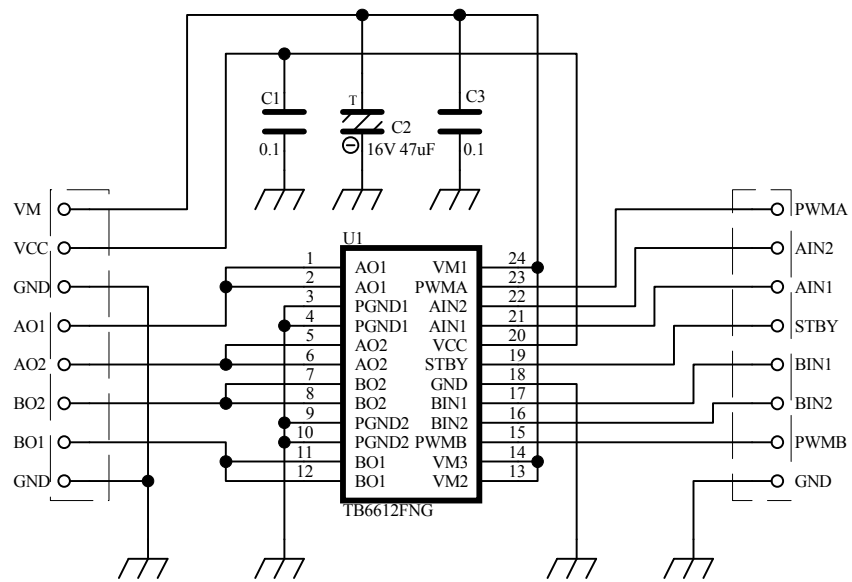 C1
0.1
T
C2
16V 47uF
C3
0.1
VM
VCC
GND
AO1
AO2
BO2
BO1
GND
U1
1 AO1
2 AO1
3 PGND1
4 PGND1
5 AO2
6 AO2
7 BO2
8 BO2
9 PGND2
10 PGND2
11 BO1
12 BO1
VM1 24
PWMA 23
AIN2 22
AIN1 21
VCC 20
STBY 19
GND 18
BIN1 17
BIN2 16
PWMB 15
VM3 14
VM2 13
TB6612FNG
PWMA
AIN2
AIN1
STBY
BIN1
BIN2
PWMB
GND